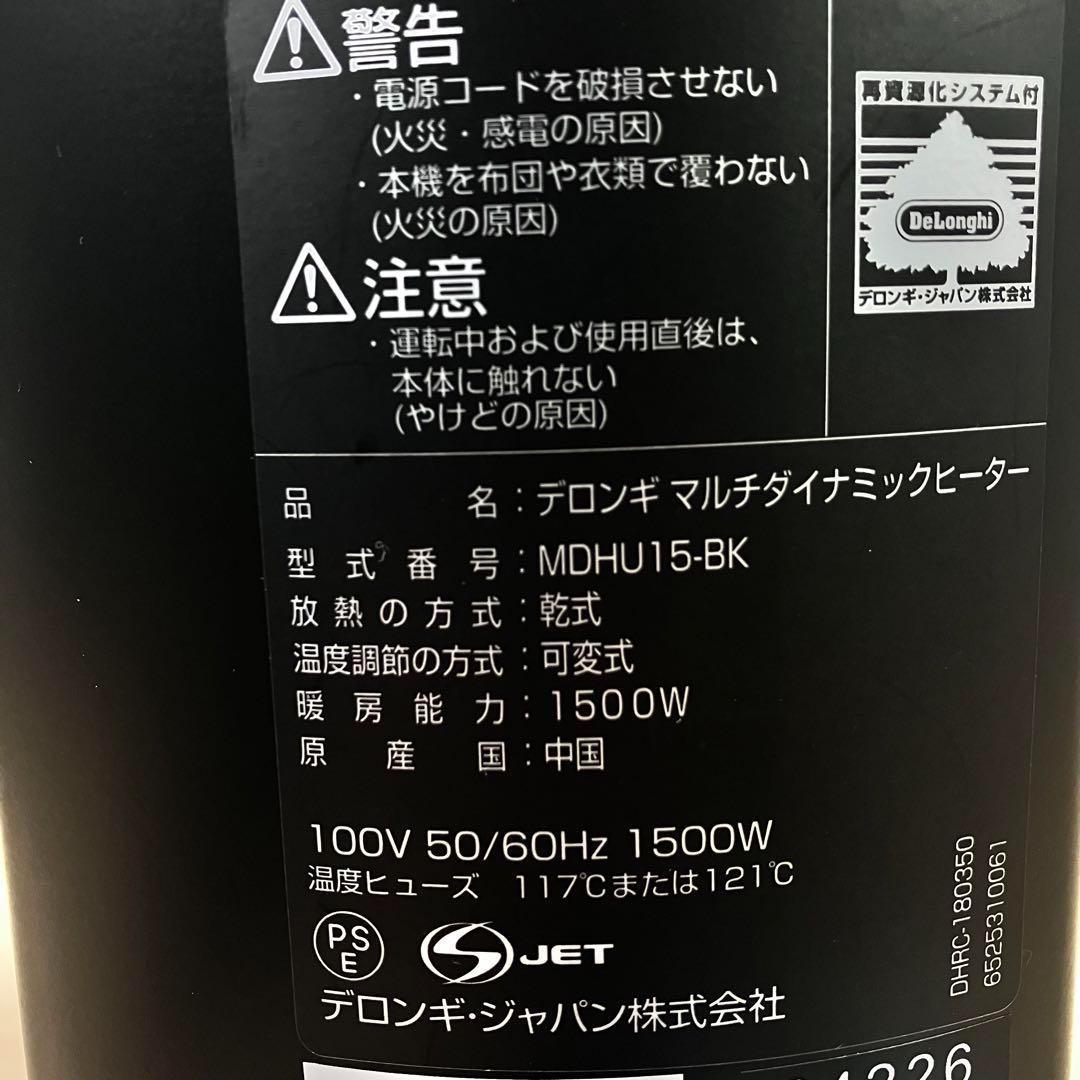 警告
・電源コードを破損させない
(火災・感電の原因)
・本機を布団や衣類で覆わない
(火災の原因)
注意
・運転中および使用直後は、
本体に触れない
(やけどの原因)
再資源化システム付
DeLonghi
デロンギ・ジャパン株式会社
品名：デロンギ マルチダイナミックヒーター
型式番号：MDHU15-BK
放熱の方式：乾式
温度調節の方式：可変式
暖房能力：1500W
原産国：中国
100V 50/60Hz 1500W
温度ヒューズ 117℃または121℃
PSE
S JET
デロンギ・ジャパン株式会社
DHRC-180350
6525310061